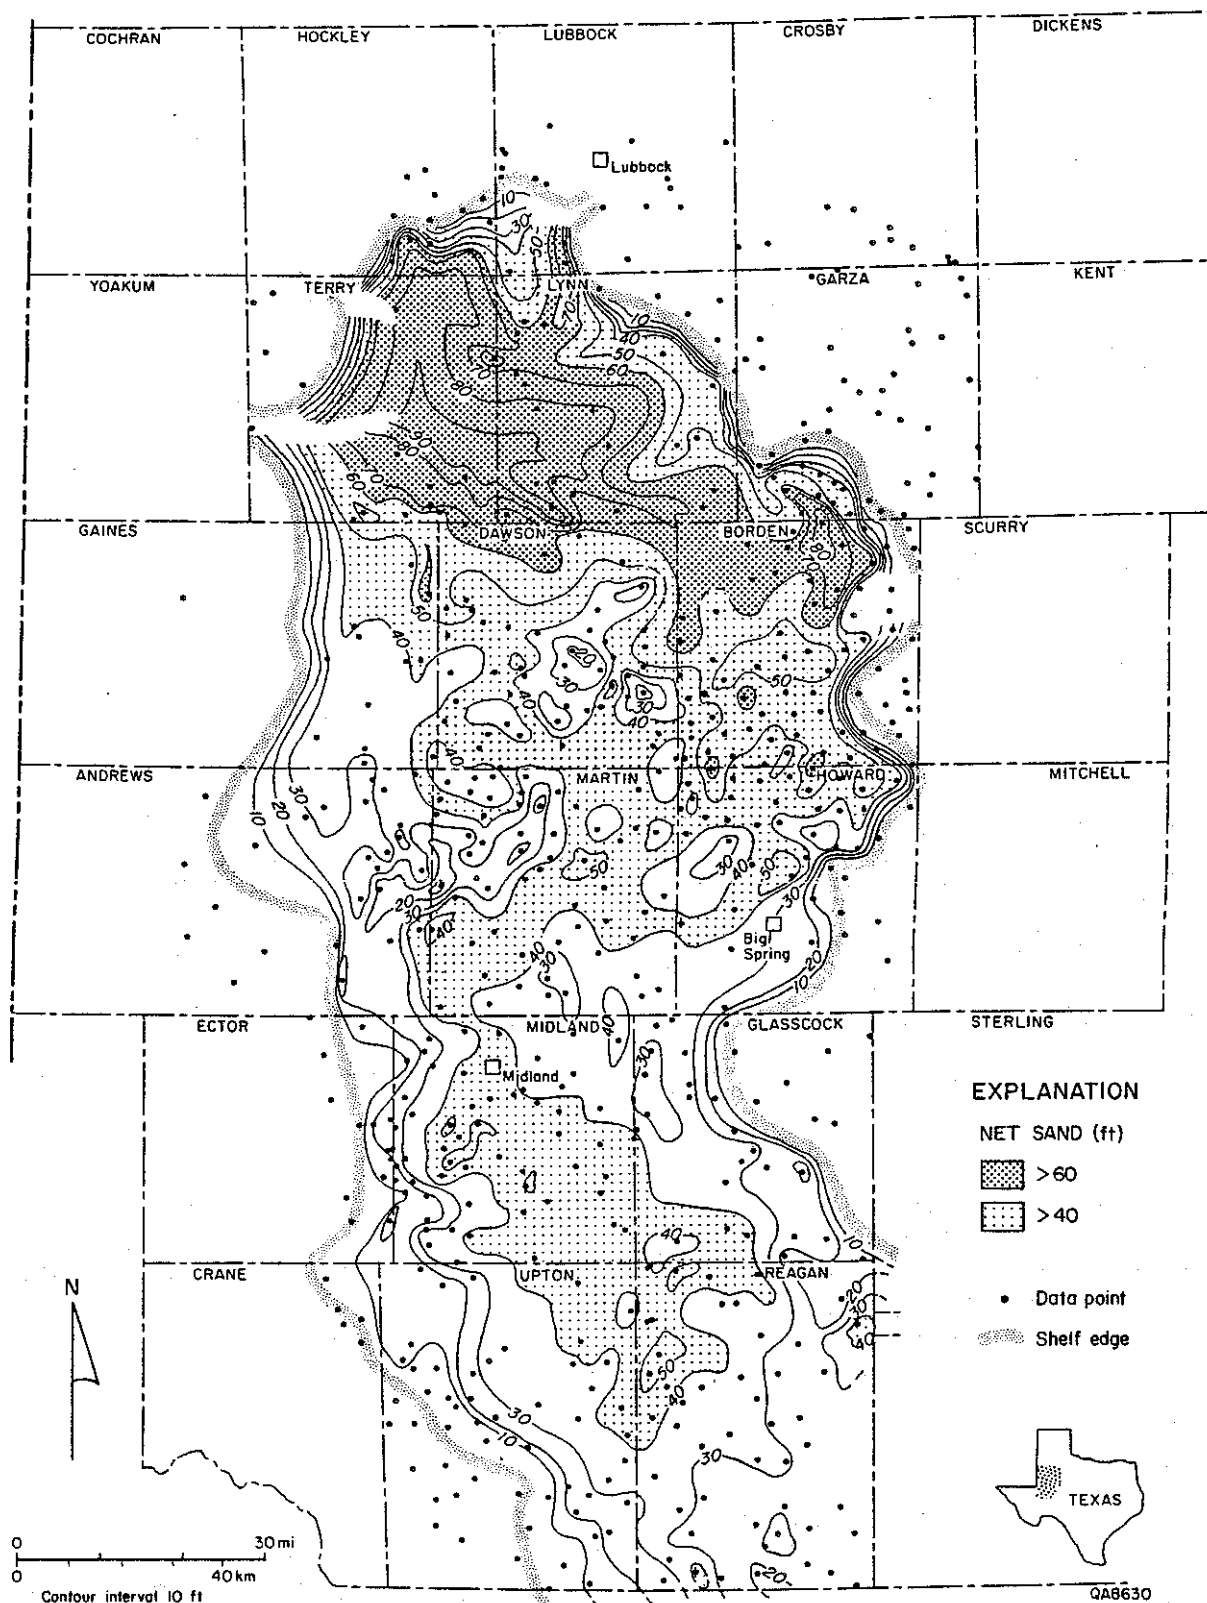 COCHRAN
HOCKLEY
LUBBOCK
CROSBY
DICKENS
Lubbock
10
30
50
YOAKUM
TERRY
LYNN
GARZA
KENT
70
10
40
50
60
70
80
90
80
70
60
GAINES
DAWSON
BORDEN
SCURRY
80
70
50
40
20
30
50
40
30
40
40
ANDREWS
MARTIN
HOWARD
MITCHELL
30
20
10
50
30
40
50
20
30
40
30
Big
Spring
40
30
20
10
ECTOR
MIDLAND
GLASSCOCK
STERLING
40
30
Midland
EXPLANATION
NET SAND (ft)
>60
>40
40
10
CRANE
UPTON
REAGAN
N
20
30
40
Data point
Shelf edge
50
40
30
10
30
TEXAS
20
0
30 mi
0
40 km
Contour interval 10 ft
QA8630